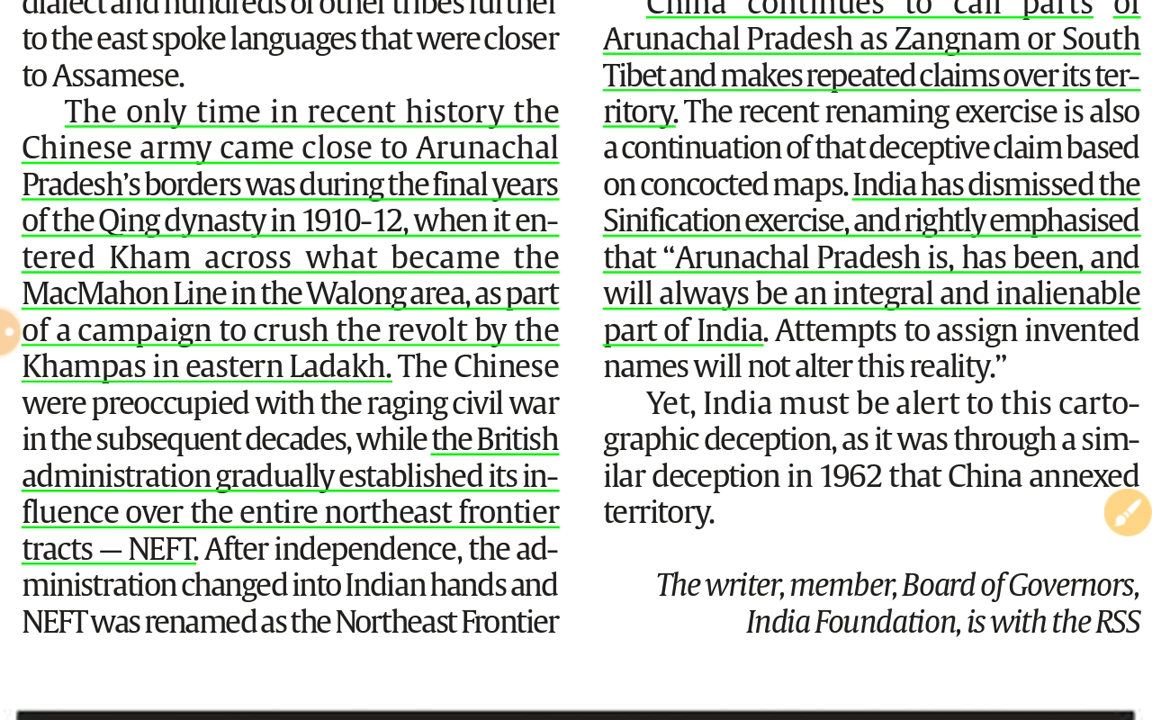 dialect and hundreds of other tribes further
to the east spoke languages that were closer
to Assamese.
The only time in recent history the
Chinese army came close to Arunachal
Pradesh's borders was during the final years
of the Qing dynasty in 1910-12, when it en-
tered Kham across what became the
MacMahon Line in the Walong area, as part
of a campaign to crush the revolt by the
Khampas in eastern Ladakh. The Chinese
were preoccupied with the raging civil war
in the subsequent decades, while the British
administration gradually established its in-
fluence over the entire northeast frontier
tracts — NEFT. After independence, the ad-
ministration changed into Indian hands and
NEFT was renamed as the Northeast Frontier
China continues to call parts of
Arunachal Pradesh as Zangnam or South
Tibet and makes repeated claims over its ter-
ritory. The recent renaming exercise is also
a continuation of that deceptive claim based
on concocted maps. India has dismissed the
Sinification exercise, and rightly emphasised
that “Arunachal Pradesh is, has been, and
will always be an integral and inalienable
part of India. Attempts to assign invented
names will not alter this reality.”
Yet, India must be alert to this carto-
graphic deception, as it was through a sim-
ilar deception in 1962 that China annexed
territory.
The writer, member, Board of Governors,
India Foundation, is with the RSS